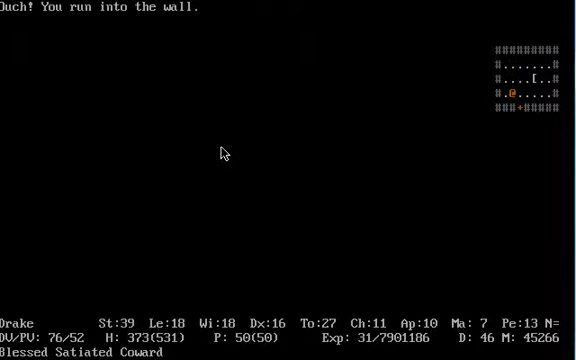 Ouch! You run into the wall.
#########
#.......#
#....[..#
#.@.....#
###+#####
Drake St:39 Le:18 Wi:18 Dx:16 To:27 Ch:11 Ap:10 Ma: 7 Pe:13 N=
DV/PV: 76/52 H: 373(531) P: 50(50) Exp: 31/7901186 D: 46 M: 45266
Blessed Satiated Coward